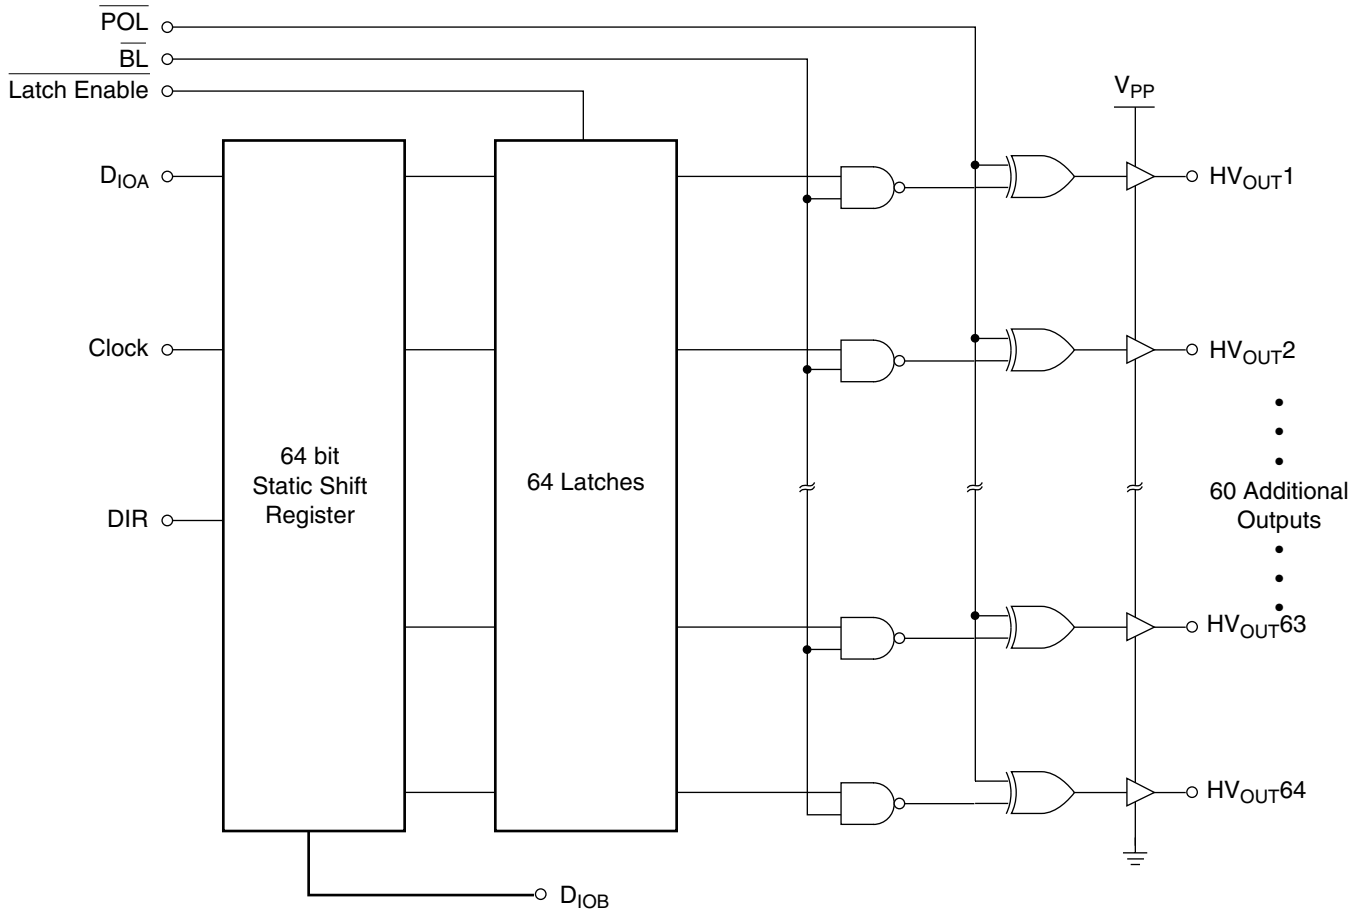 POL
BL
Latch Enable
VPP
DIOA
HVOUT1
Clock
HVOUT2
64 bit
Static Shift
Register
64 Latches
60 Additional
Outputs
DIR
HVOUT63
HVOUT64
DIOB